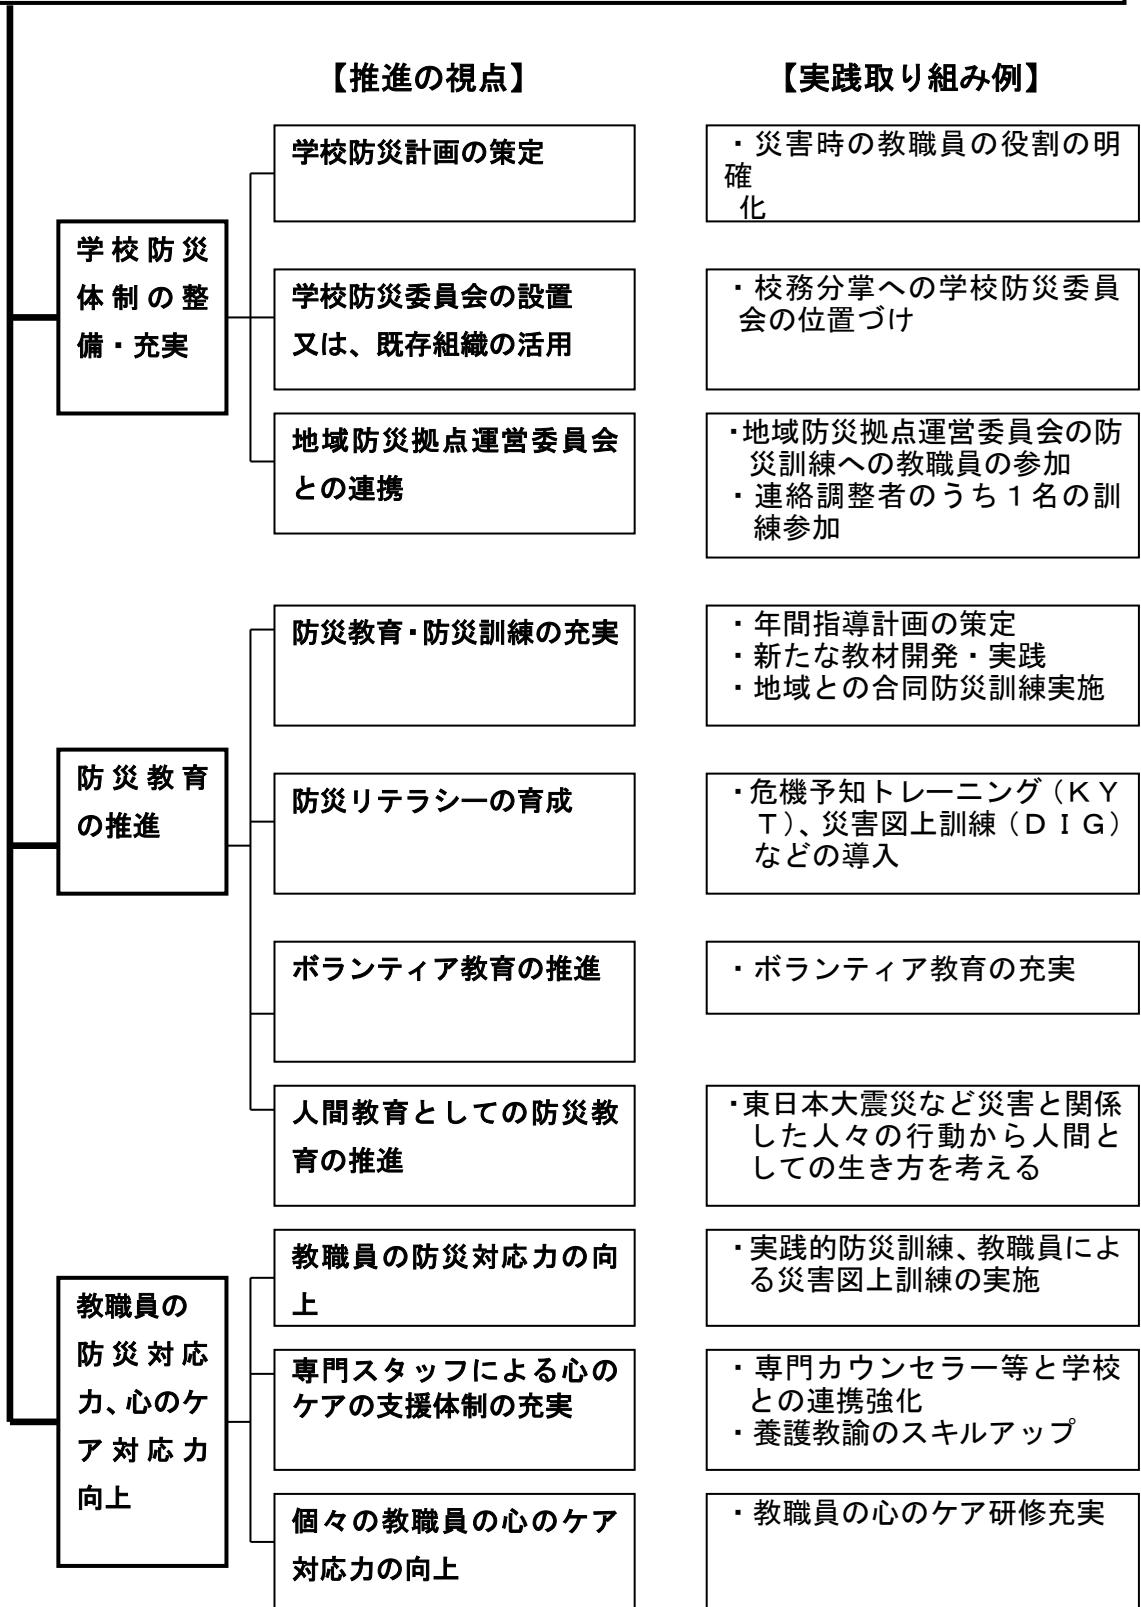 【推進の視点】
【実践取り組み例】
学校防災
体制の整
備・充実
学校防災計画の策定
・災害時の教職員の役割の明
確
化
学校防災委員会の設置
又は、既存組織の活用
・校務分掌への学校防災委員
会の位置づけ
地域防災拠点運営委員会
との連携
・地域防災拠点運営委員会の防
災訓練への教職員の参加
・連絡調整者のうち1名の訓
練参加
防災教育
の推進
防災教育・防災訓練の充実
・年間指導計画の策定
・新たな教材開発・実践
・地域との合同防災訓練実施
防災リテラシーの育成
・危機予知トレーニング(KY
T)、災害図上訓練(DIG)
などの導入
ボランティア教育の推進
・ボランティア教育の充実
人間教育としての防災教
育の推進
・東日本大震災など災害と関係
した人々の行動から人間と
しての生き方を考える
教職員の
防災対応
力、心のケ
ア対応力
向上
教職員の防災対応力の向
上
・実践的防災訓練、教職員によ
る災害図上訓練の実施
専門スタッフによる心の
ケアの支援体制の充実
・専門カウンセラー等と学校
との連携強化
・養護教諭のスキルアップ
個々の教職員の心のケア
対応力の向上
・教職員の心のケア研修充実